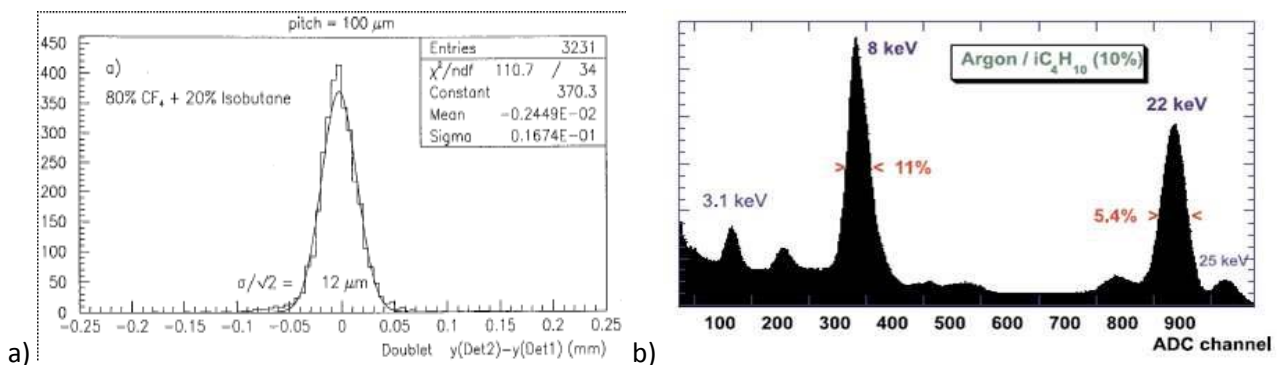 pitch = 100 μm
a)
80% CF₄ + 20% Isobutane
Entries 3231
χ²/ndf 110.7 / 34
Constant 370.3
Mean -0.2449E-02
Sigma 0.1674E-01
450
400
350
300
250
200
150
100
50
0
σ/√2 = 12 μm
-0.25 -0.2 -0.15 -0.1 -0.05 0 0.05 0.1 0.15 0.2 0.25
Doublet y(Det2)-y(Det1) (mm)
a)
8 keV
Argon / iC₄H₁₀ (10%)
22 keV
> < 11%
3.1 keV
5.4% > <
25 keV
100 200 300 400 500 600 700 800 900
ADC channel
b)